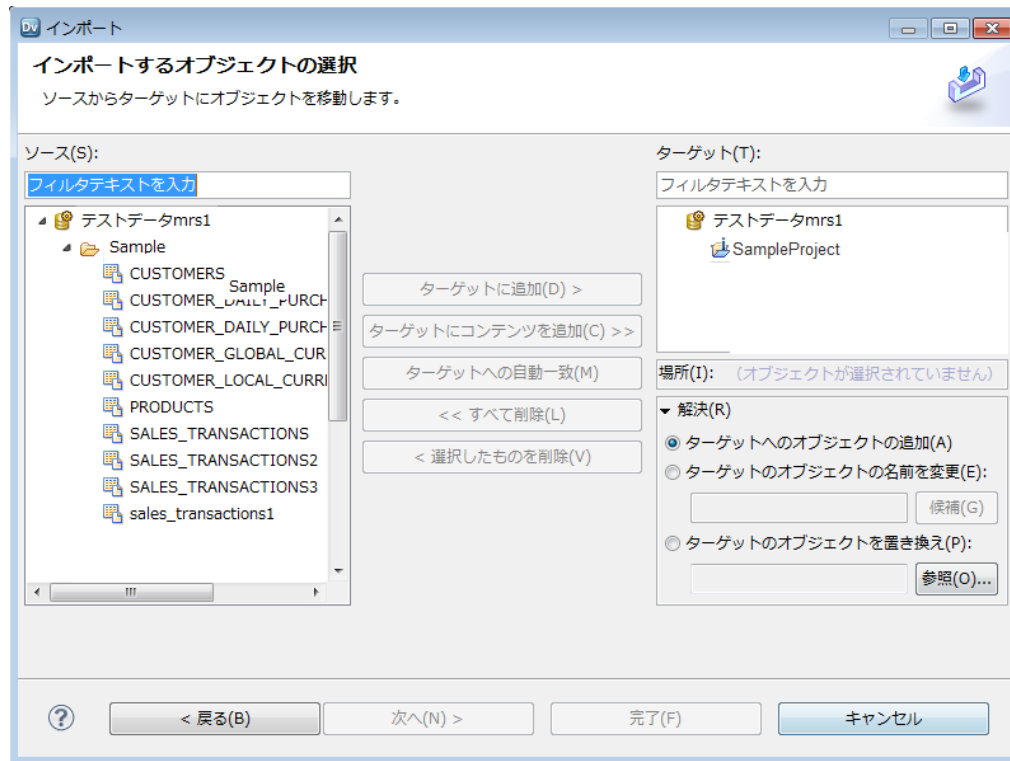 Dv インポート
インポートするオブジェクトの選択
ソースからターゲットにオブジェクトを移動します。
ソース(S):
フィルタテキストを入力
テストデータmrs1
Sample
CUSTOMERS
Sample
CUSTOMER_DAILY_PURCH
CUSTOMER_DAILY_PURCH
CUSTOMER_GLOBAL_CUR
CUSTOMER_LOCAL_CURR
PRODUCTS
SALES_TRANSACTIONS
SALES_TRANSACTIONS2
SALES_TRANSACTIONS3
sales_transactions1
ターゲットに追加(D) >
ターゲットにコンテンツを追加(C) >>
ターゲットへの自動一致(M)
<< すべて削除(L)
< 選択したものを削除(V)
ターゲット(T):
フィルタテキストを入力
テストデータmrs1
SampleProject
場所(I): (オブジェクトが選択されていません)
解決(R)
ターゲットへのオブジェクトの追加(A)
ターゲットのオブジェクトの名前を変更(E):
候補(G)
ターゲットのオブジェクトを置き換え(P):
参照(O)...
?
< 戻る(B)
次へ(N) >
完了(F)
キャンセル